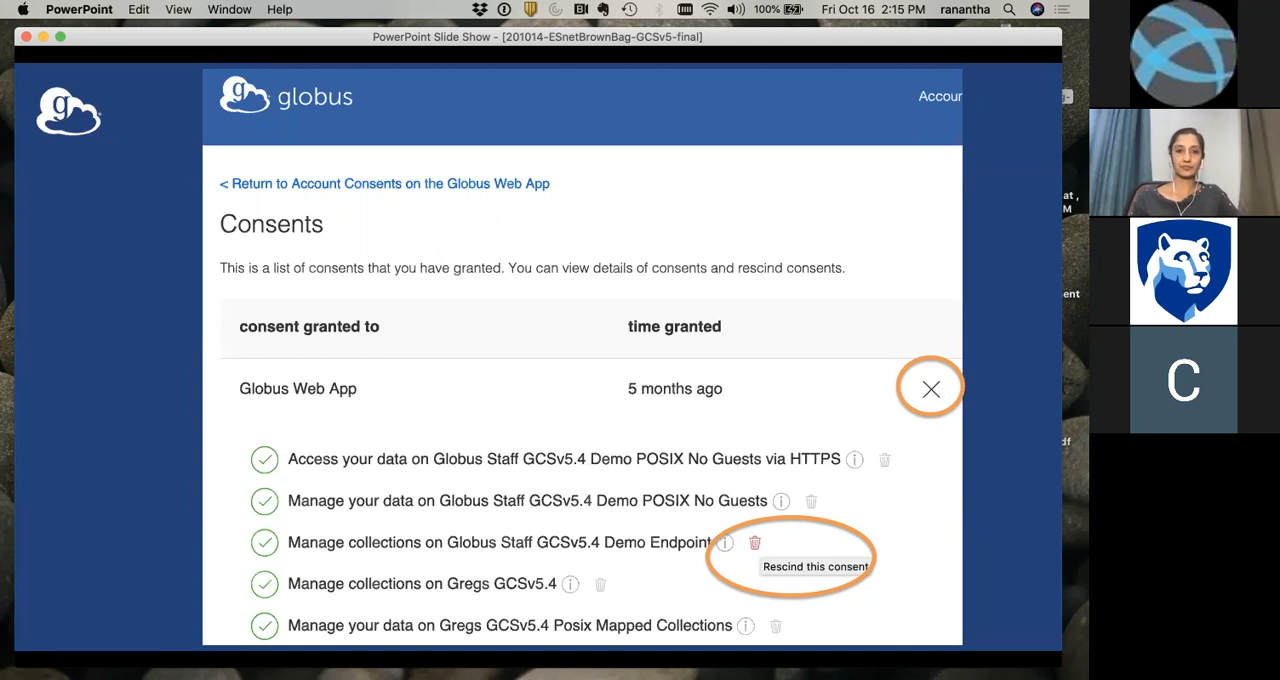 PowerPoint Edit View Window Help 100% Fri Oct 16 2:15 PM ranantha
PowerPoint Slide Show - [201014-ESnetBrownBag-GCSv5-final]
g
globus
Accour
< Return to Account Consents on the Globus Web App
Consents
This is a list of consents that you have granted. You can view details of consents and rescind consents.
consent granted to time granted
Globus Web App 5 months ago
Access your data on Globus Staff GCSv5.4 Demo POSIX No Guests via HTTPS
Manage your data on Globus Staff GCSv5.4 Demo POSIX No Guests
Manage collections on Globus Staff GCSv5.4 Demo Endpoint
Rescind this consent
Manage collections on Gregs GCSv5.4
Manage your data on Gregs GCSv5.4 Posix Mapped Collections
at ,
M
ent
df
C